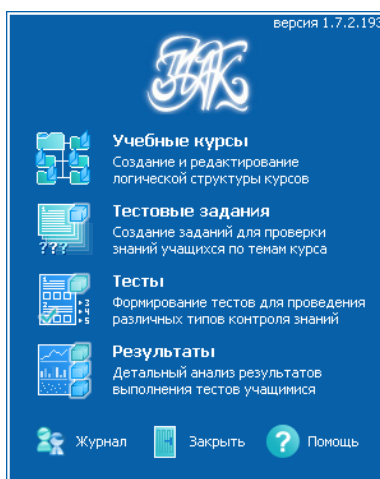 версия 1.7.2.193
ЗНАК
Учебные курсы
Создание и редактирование
логической структуры курсов
Тестовые задания
Создание заданий для проверки
знаний учащихся по темам курса
???
Тесты
Формирование тестов для проведения
различных типов контроля знаний
Результаты
Детальный анализ результатов
выполнения тестов учащимися
Журнал
Закрыть
? Помощь